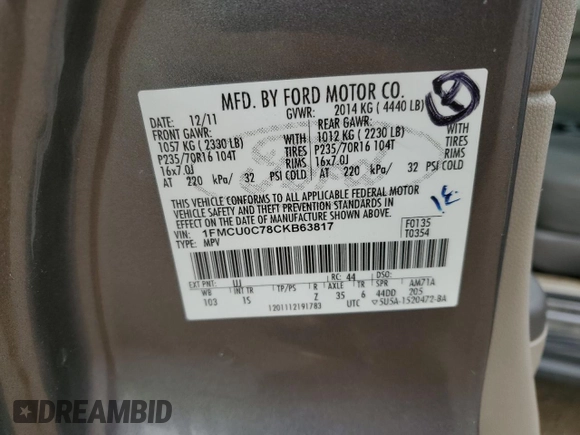 MFD. BY FORD MOTOR CO.
DATE: 12/11 GVWR: 2014 KG ( 4440 LB)
FRONT GAWR: REAR GAWR:
1057 KG ( 2330 LB) WITH 1012 KG ( 2230 LB) WITH
P235/70R16 104T TIRES P235/70R16 104T TIRES
16x7.0J RIMS 16x7.0J RIMS
AT 220 kPa/ 32 PSI COLD AT 220 kPa/ 32 PSI COLD
THIS VEHICLE CONFORMS TO ALL APPLICABLE FEDERAL MOTOR
VEHICLE SAFETY AND THEFT PREVENTION STANDARDS IN EFFECT
ON THE DATE OF MANUFACTURE SHOWN ABOVE.
VIN: 1FMCU0C78CKB63817 F0135
TYPE: MPV T0354
EXT PNT: UJ RC: 44 DSO:
WB INT TR TP/PS R AXLE TR SPR AM71A
103 1S Z 35 6 44DD 205
1201112191783 UTC 5U5A-1520472-BA
DREAMBID